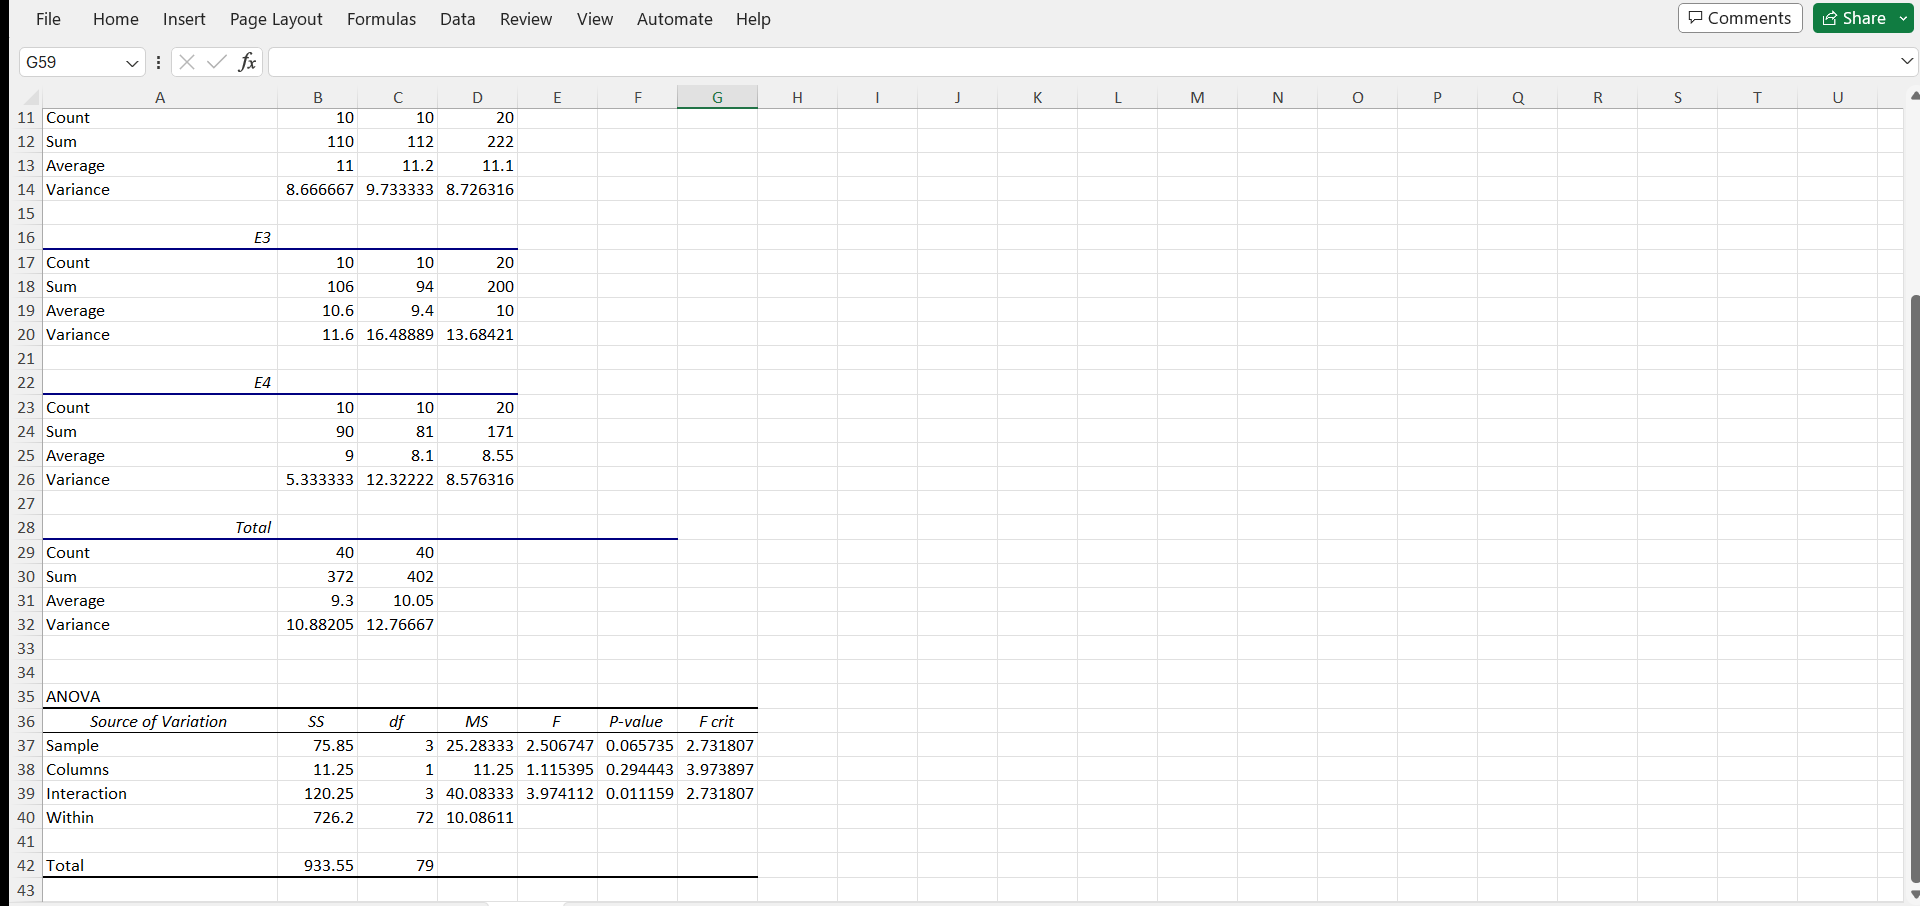 File Home Insert Page Layout Formulas Data Review View Automate Help Comments Share
G59 fx
A B C D E F G H I J K L M N O P Q R S T U
11 Count 10 10 20
12 Sum 110 112 222
13 Average 11 11.2 11.1
14 Variance 8.666667 9.733333 8.726316
15
16 E3
17 Count 10 10 20
18 Sum 106 94 200
19 Average 10.6 9.4 10
20 Variance 11.6 16.48889 13.68421
21
22 E4
23 Count 10 10 20
24 Sum 90 81 171
25 Average 9 8.1 8.55
26 Variance 5.333333 12.32222 8.576316
27
28 Total
29 Count 40 40
30 Sum 372 402
31 Average 9.3 10.05
32 Variance 10.88205 12.76667
33
34
35 ANOVA
36 Source of Variation SS df MS F P-value F crit
37 Sample 75.85 3 25.28333 2.506747 0.065735 2.731807
38 Columns 11.25 1 11.25 1.115395 0.294443 3.973897
39 Interaction 120.25 3 40.08333 3.974112 0.011159 2.731807
40 Within 726.2 72 10.08611
41
42 Total 933.55 79
43